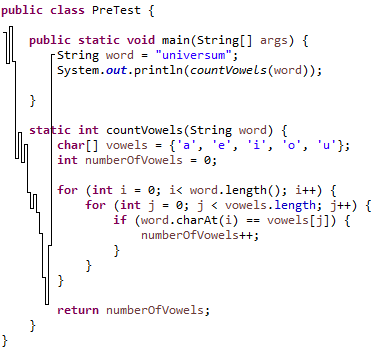 public class PreTest {
public static void main(String[] args) {
String word = "universum";
System.out.println(countVowels(word));
}
static int countVowels(String word) {
char[] vowels = {'a', 'e', 'i', 'o', 'u'};
int numberOfVowels = 0;
for (int i = 0; i< word.length(); i++) {
for (int j = 0; j < vowels.length; j++) {
if (word.charAt(i) == vowels[j]) {
numberOfVowels++;
}
}
}
return numberOfVowels;
}
}